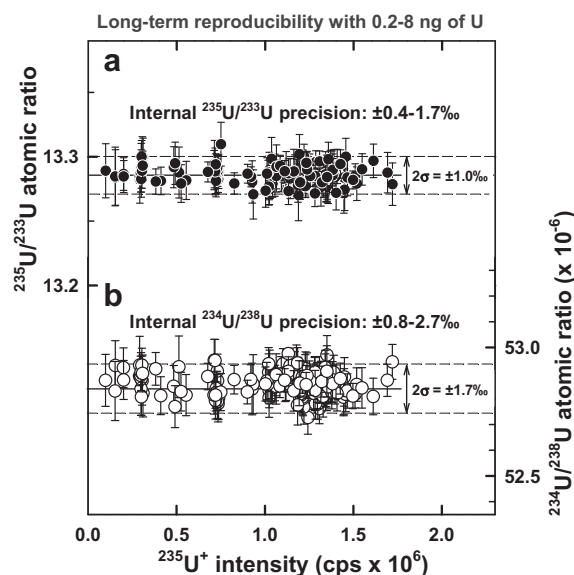 Long-term reproducibility with 0.2-8 ng of U
a
Internal ²³⁵U/²³³U precision: ±0.4-1.7‰
13.3
2σ = ±1.0‰
²³⁵U/²³³U atomic ratio
13.2
b
Internal ²³⁴U/²³⁸U precision: ±0.8-2.7‰
53.0
2σ = ±1.7‰
52.5
²³⁴U/²³⁸U atomic ratio (x 10⁻⁶)
0.0 0.5 1.0 1.5 2.0
²³⁵U⁺ intensity (cps x 10⁶)